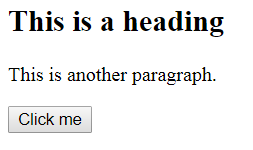 This is a heading
This is another paragraph.
Click me